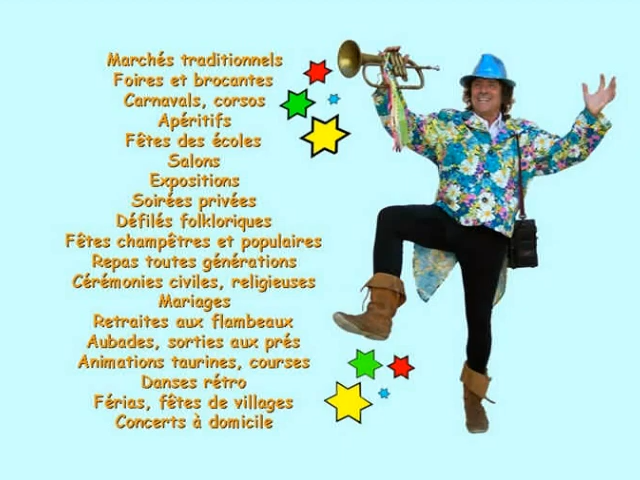 Marchés traditionnels
Foires et brocantes
Carnavals, corsos
Apéritifs
Fêtes des écoles
Salons
Expositions
Soirées privées
Défilés folkloriques
Fêtes champêtres et populaires
Repas toutes générations
Cérémonies civiles, religieuses
Mariages
Retraites aux flambeaux
Aubades, sorties aux prés
Animations taurines, courses
Danses rétro
Férias, fêtes de villages
Concerts à domicile